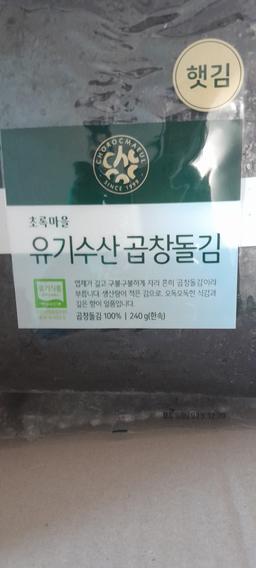 햇김
CHOROCMAEUL
SINCE 1999
초록마을
유기수산 곱창돌김
유기식품
엽체가 길고 구불구불하게 자라 흔히 곱창돌김이라
부릅니다. 생산량이 적은 김으로, 오독오독한 식감과
깊은 향이 일품입니다.
곱창돌김 100% | 240 g(한속)